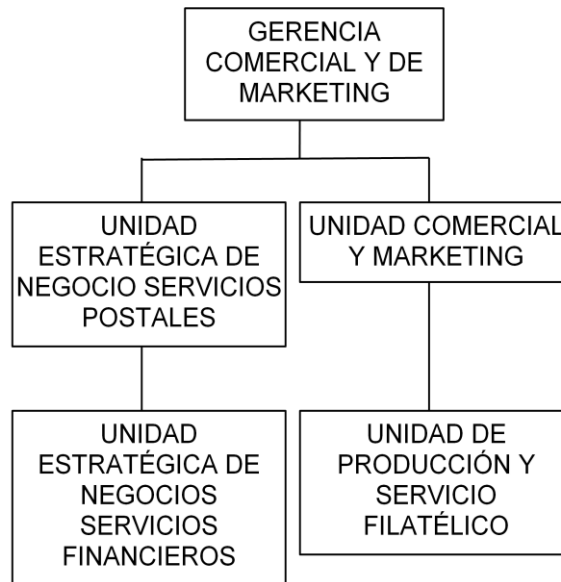 GERENCIA
COMERCIAL Y DE
MARKETING
UNIDAD
ESTRATÉGICA DE
NEGOCIO SERVICIOS
POSTALES
UNIDAD COMERCIAL
Y MARKETING
UNIDAD
ESTRATÉGICA DE
NEGOCIOS
SERVICIOS
FINANCIEROS
UNIDAD DE
PRODUCCIÓN Y
SERVICIO
FILATÉLICO